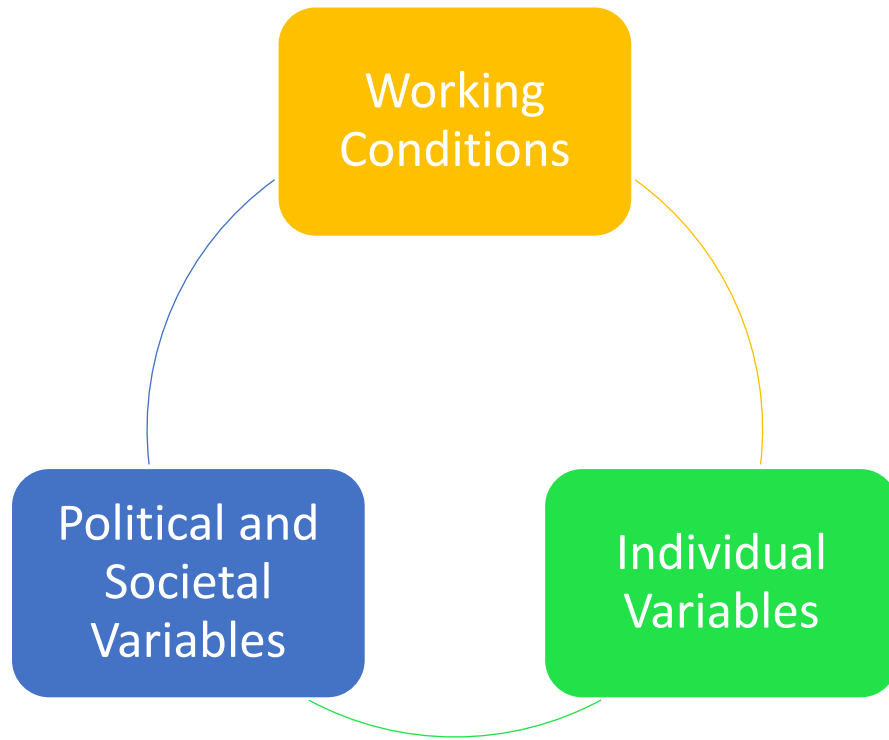 Working
Conditions
Political and
Societal
Variables
Individual
Variables